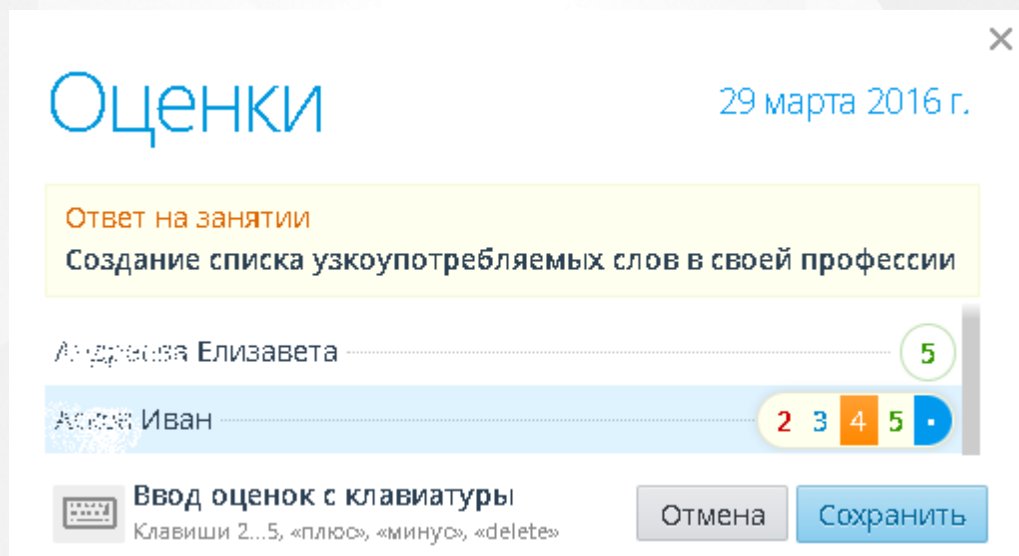 Оценки
29 марта 2016 г.
Ответ на занятии
Создание списка узкоупотребляемых слов в своей профессии
Елизавета 5
Иван 2 3 4 5 ·
Ввод оценок с клавиатуры
Клавиши 2...5, «плюс», «минус», «delete»
Отмена Сохранить